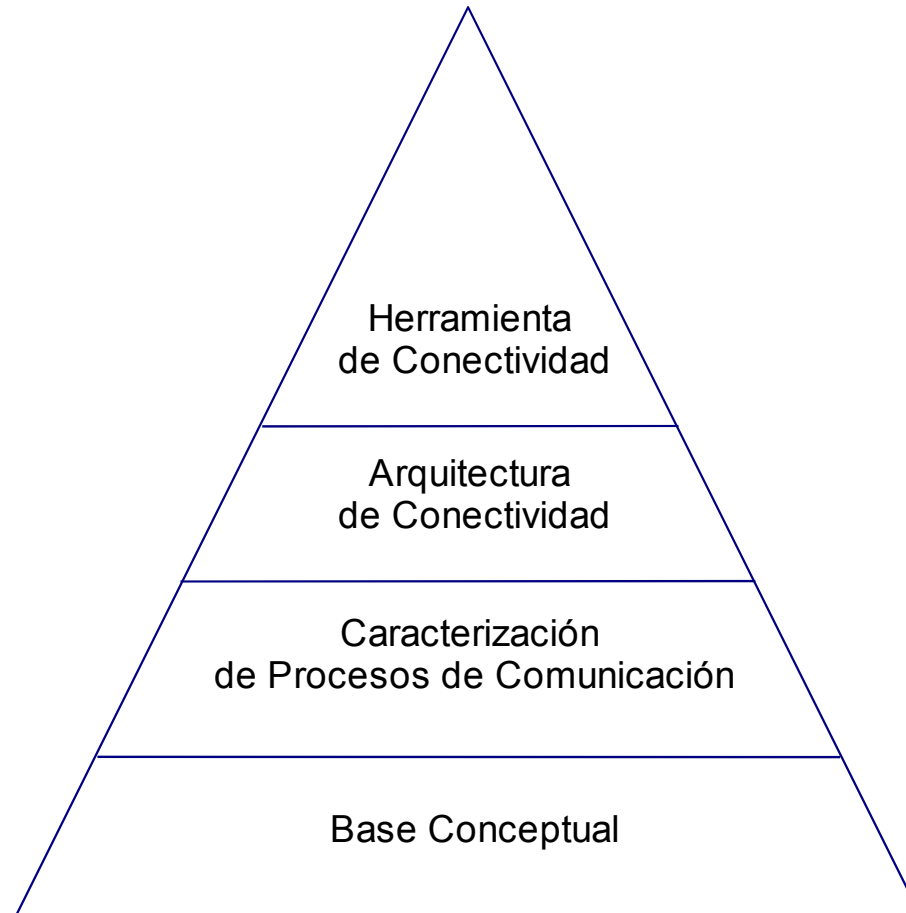 Herramienta
de Conectividad
Arquitectura
de Conectividad
Caracterización
de Procesos de Comunicación
Base Conceptual